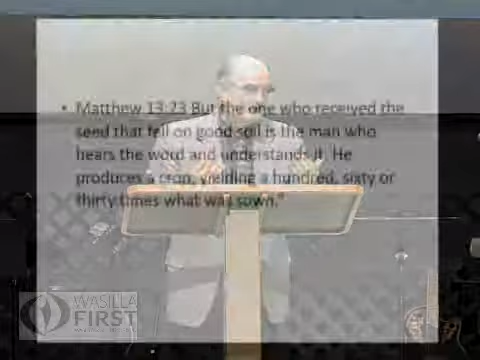 • Matthew 13:23 But the one who received the
seed that fell on good soil is the man who
hears the word and understands it. He
produces a crop, yielding a hundred, sixty or
thirty times what was sown."
WASILLA
FIRST